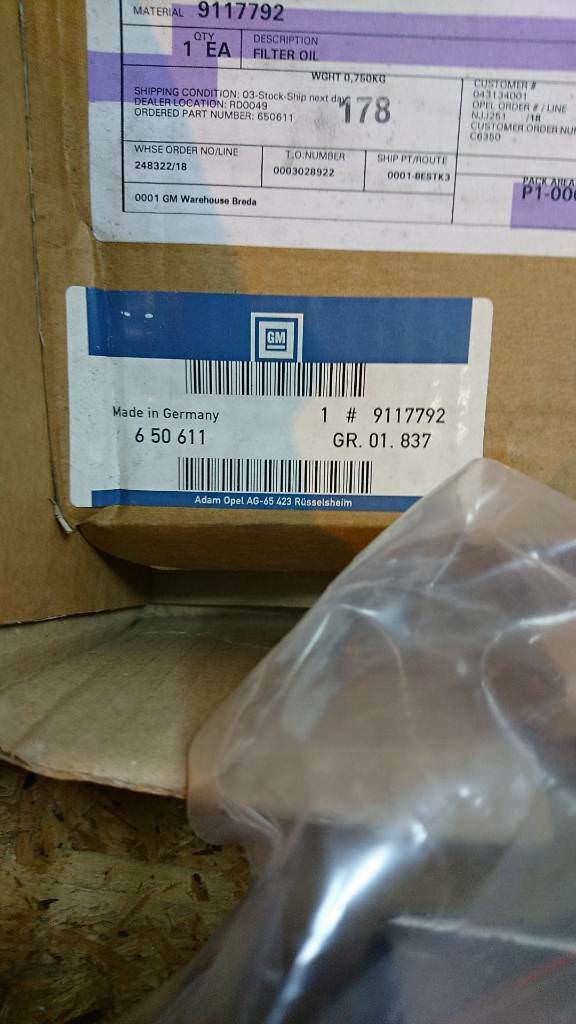 MATERIAL 9117792
QTY
1 EA
DESCRIPTION
FILTER OIL
WGHT 0,750KG
SHIPPING CONDITION: 03-Stock-Ship next day
DEALER LOCATION: RD0049
ORDERED PART NUMBER: 650611
178
CUSTOMER #
043134001
OPEL ORDER # / LINE
NJJ251 /18
CUSTOMER ORDER NUM
C6350
WHSE ORDER NO/LINE
248322/18
T.O.NUMBER
0003028922
SHIP PT/ROUTE
0001-BESTK3
PACK AREA
P1-00
0001 GM Warehouse Breda
GM
Made in Germany
6 50 611
1 # 9117792
GR. 01. 837
Adam Opel AG-65 423 Rüsselsheim